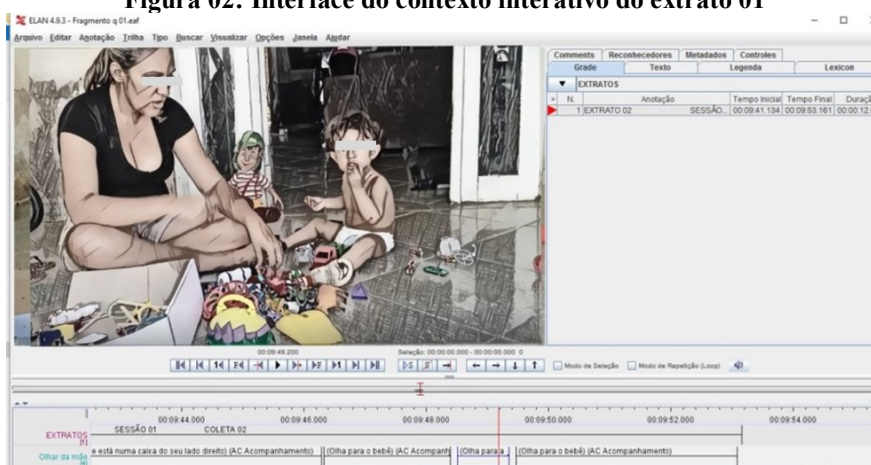 Figura 02: Interface do contexto interativo do extrato 01
ELAN 4.9.3 - Fragmento q 01.eaf
Arquivo Editar Anotação Trilha Tipo Buscar Visualizar Opções Janela Ajudar
Comments Reconhecedores Metadados Controles
Grade Texto Legenda Lexicon
EXTRATOS
> N. Anotação Tempo Inicial Tempo Final Duraçã
1 EXTRATO 02 SESSÃO... 00:09:41.134 00:09:53.161 00:00:12
00:09:49.200 Seleção: 00:00:00.000 - 00:00:00.000 0
Modo de Seleção Modo de Repetição (Loop)
00:09:44.000 00:09:46.000 00:09:48.000 00:09:50.000 00:09:52.000 00:09:54.000
EXTRATOS SESSÃO 01 COLETA 02
[1]
Olhar da mãe e está numa caixa do seu lado direito) (AC Acompanhamento) (Olha para o bebê) (AC Acompanh (Olha para a (Olha para o bebê) (AC Acompanhamento)